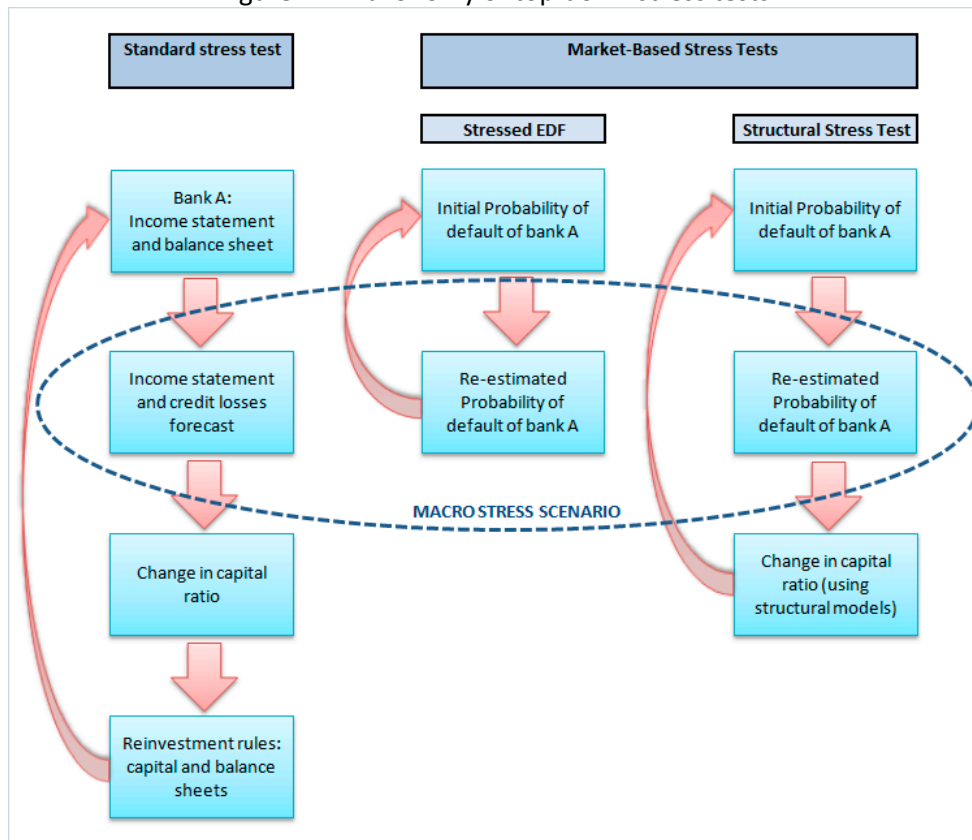 Standard stress test
Market-Based Stress Tests
Stressed EDF
Structural Stress Test
Bank A:
Income statement
and balance sheet
Initial Probability of
default of bank A
Initial Probability of
default of bank A
Income statement
and credit losses
forecast
Re-estimated
Probability of
default of bank A
Re-estimated
Probability of
default of bank A
MACRO STRESS SCENARIO
Change in capital
ratio
Change in capital
ratio (using
structural models)
Reinvestment rules:
capital and balance
sheets